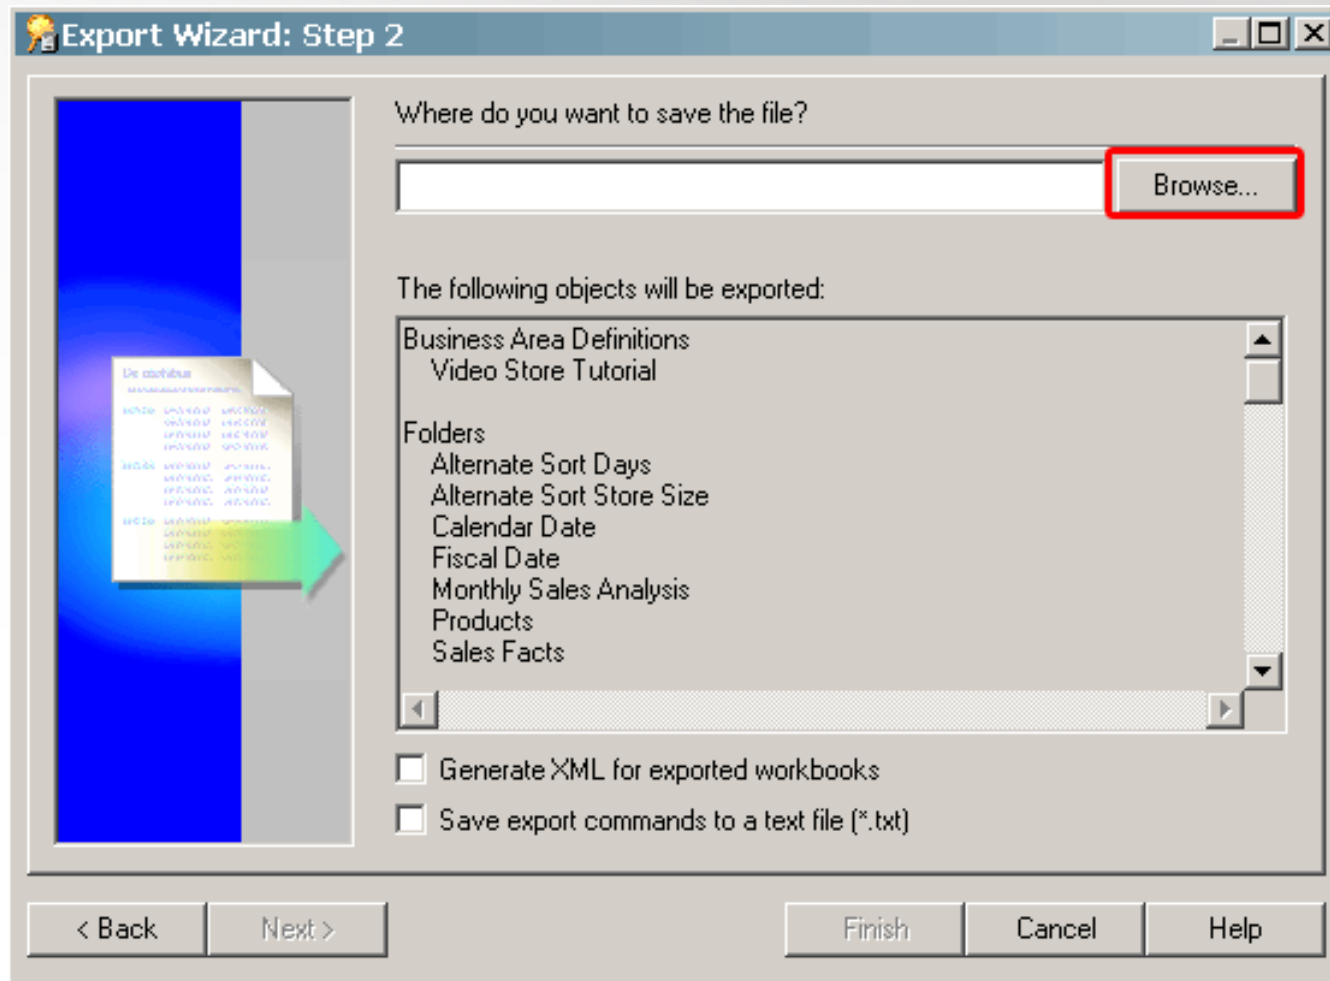 Export Wizard: Step 2
Where do you want to save the file?
Browse...
The following objects will be exported:
Business Area Definitions
Video Store Tutorial
Folders
Alternate Sort Days
Alternate Sort Store Size
Calendar Date
Fiscal Date
Monthly Sales Analysis
Products
Sales Facts
Generate XML for exported workbooks
Save export commands to a text file (*.txt)
< Back
Next >
Finish
Cancel
Help